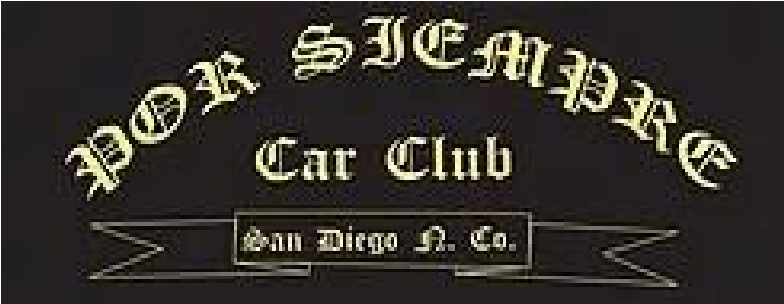 POR SIEMPRE
Car Club
San Diego N. Co.